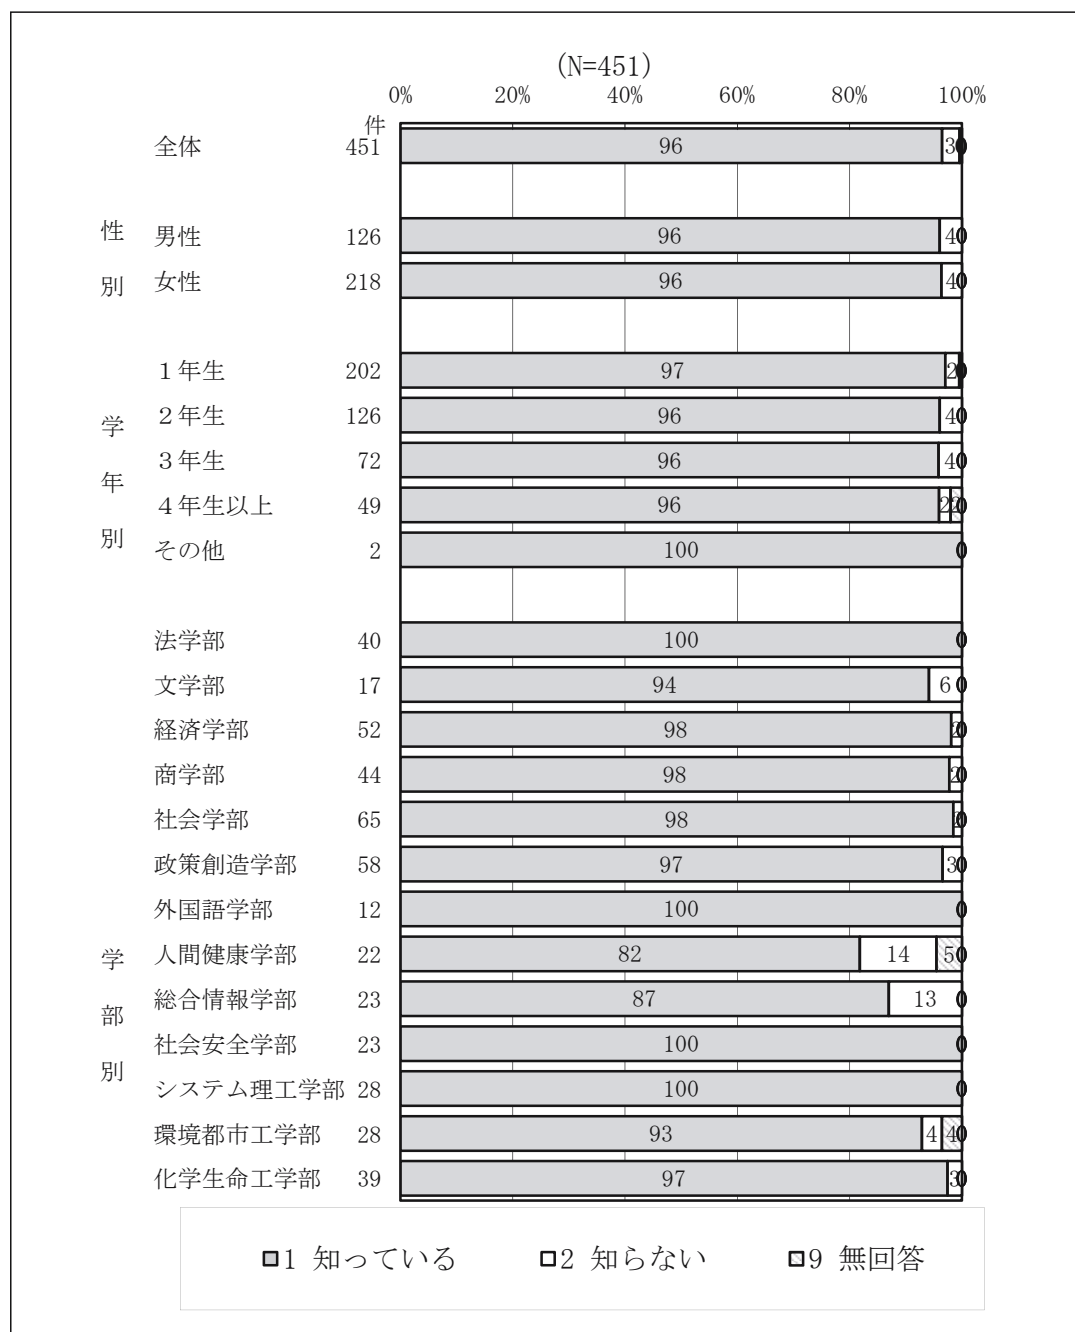 (N=451)
0% 20% 40% 60% 80% 100%
件
全体 451 96 3 0
性別
男性 126 96 4 0
女性 218 96 4 0
学年別
１年生 202 97 2 0
２年生 126 96 4 0
３年生 72 96 4 0
４年生以上 49 96 2 2 0
その他 2 100 0
学部別
法学部 40 100 0
文学部 17 94 6 0
経済学部 52 98 2 0
商学部 44 98 2 0
社会学部 65 98 2 0
政策創造学部 58 97 3 0
外国語学部 12 100 0
人間健康学部 22 82 14 5 0
総合情報学部 23 87 13 0
社会安全学部 23 100 0
システム理工学部 28 100 0
環境都市工学部 28 93 4 4 0
化学生命工学部 39 97 3 0
1 知っている 2 知らない 9 無回答